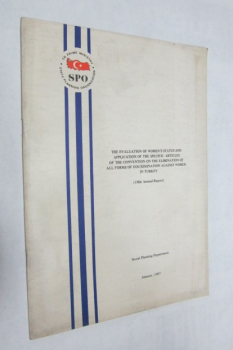 SPO
THE EVALUATION OF WOMEN'S STATUS AND
APPLICATION OF THE SPECIFIC ARTICLES
OF THE CONVENTION ON THE ELIMINATION OF
ALL FORMS OF DISCRIMINATION AGAINST WOMEN
IN TURKEY
Social Planning Department